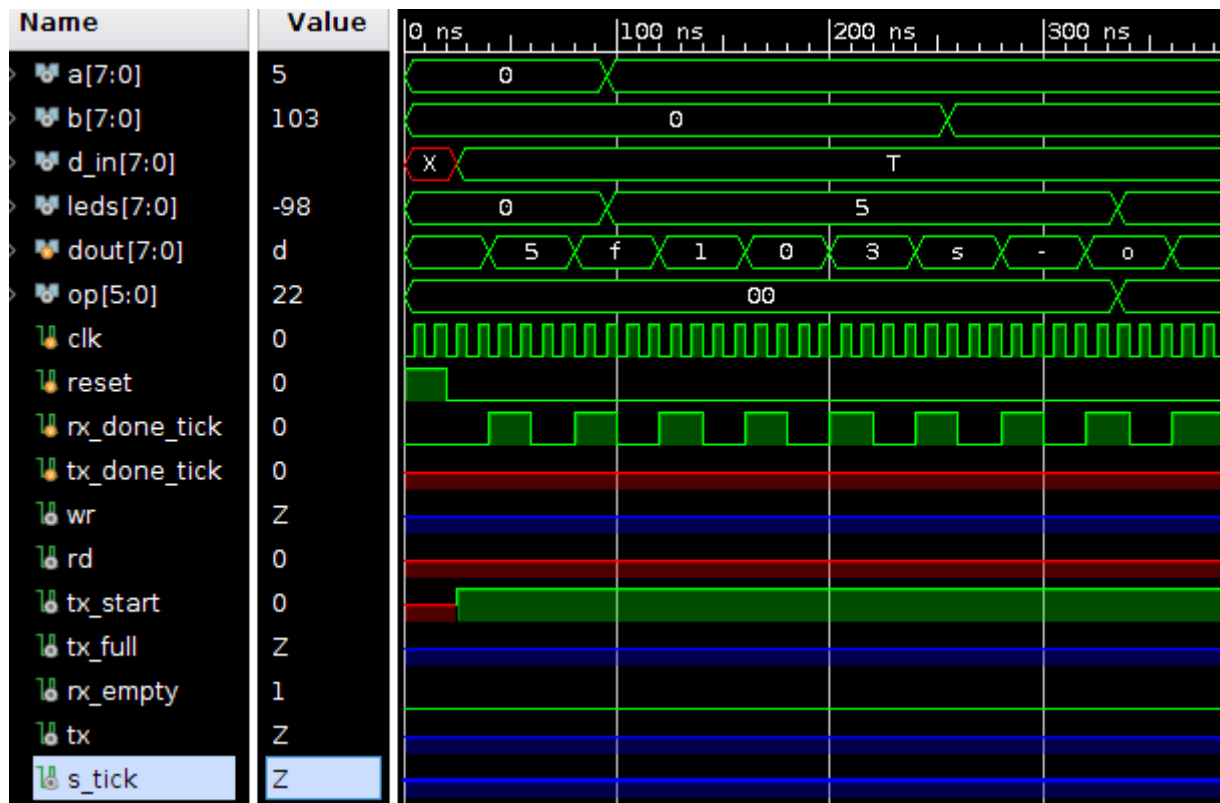 Name Value 0 ns 100 ns 200 ns 300 ns
a[7:0] 5 0
b[7:0] 103 0
d_in[7:0] X T
leds[7:0] -98 0 5
dout[7:0] d 5 f 1 0 3 s - o
op[5:0] 22 00
clk 0
reset 0
rx_done_tick 0
tx_done_tick 0
wr Z
rd 0
tx_start 0
tx_full Z
rx_empty 1
tx Z
s_tick Z